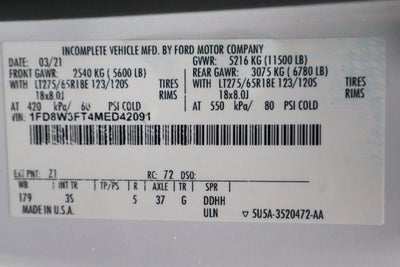 INCOMPLETE VEHICLE MFD. BY FORD MOTOR COMPANY
DATE: 03/21 GVWR: 5216 KG (11500 LB)
FRONT GAWR: 2540 KG (5600 LB) REAR GAWR: 3075 KG (6780 LB)
WITH LT275/65R18E 123/120S TIRES WITH LT275/65R18E 123/120S TIRES
18x8.0J RIMS 18x8.0J RIMS
AT 420 kPa/ 60 PSI COLD AT 550 kPa/ 80 PSI COLD
VIN: 1FD8W3FT4MED42091
EXT PNT: Z1 RC: 72 DSO:
WB INT TR TP/PS R AXLE TR SPR
179 3S 5 37 G DDHH
MADE IN U.S.A. ULN 5U5A-3520472-AA